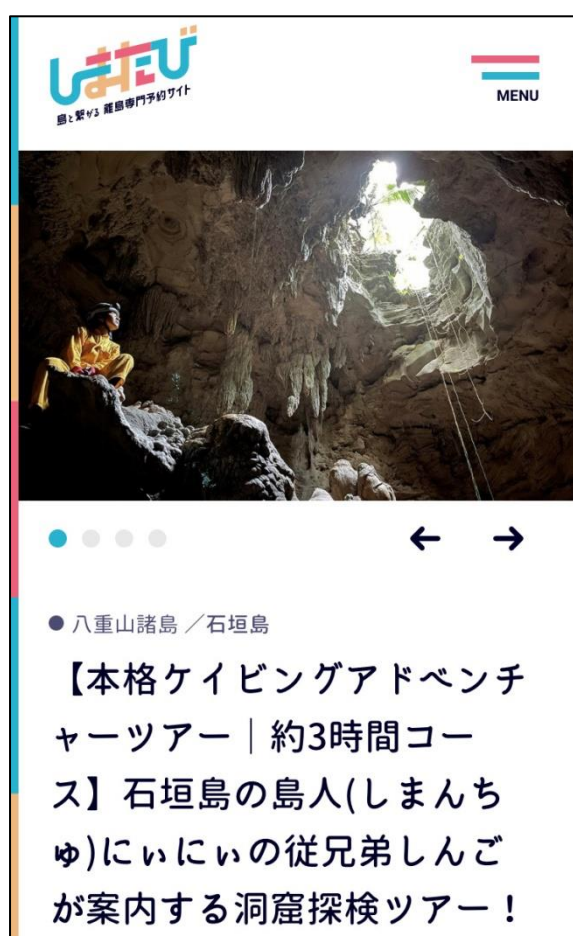 しまたび
島と繋がる 離島専門予約サイト
MENU
八重山諸島 ／石垣島
【本格ケイビングアドベンチ
ャーツアー｜約3時間コー
ス】石垣島の島人(しまんち
ゅ)にぃにぃの従兄弟しんご
が案内する洞窟探検ツアー！